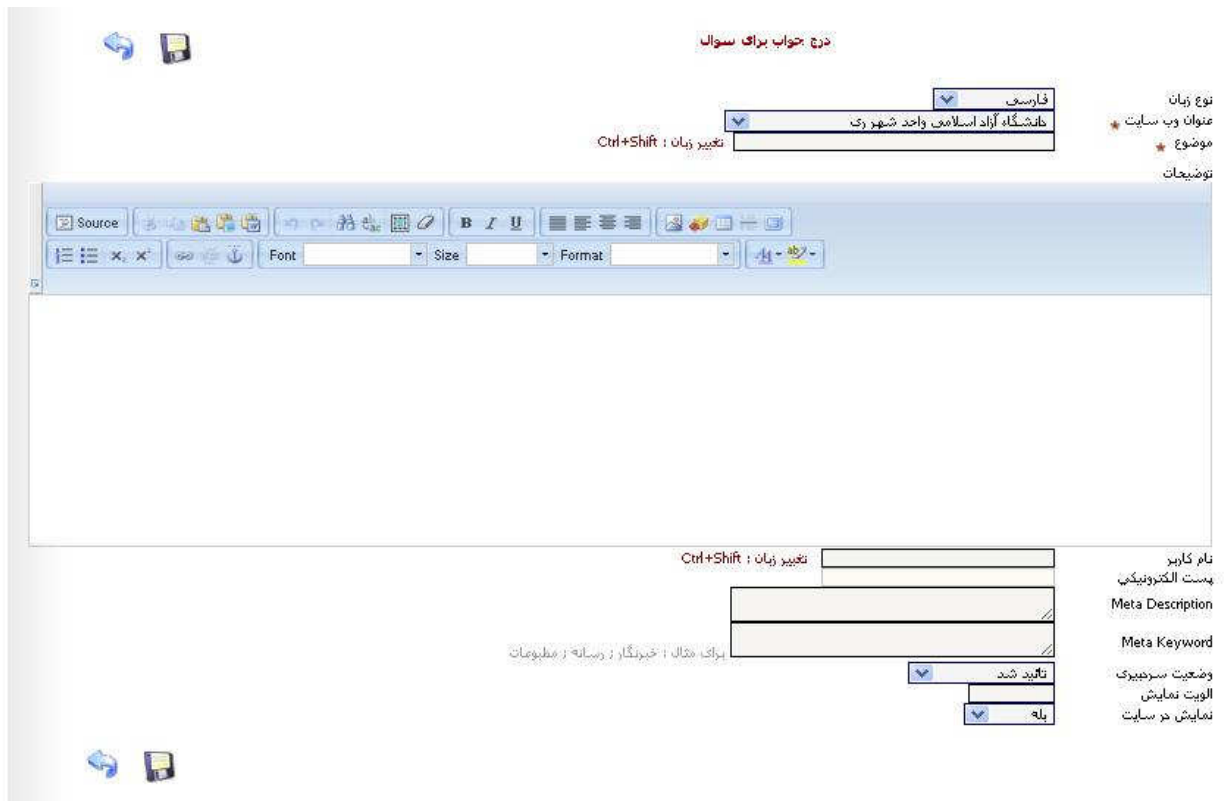 درج جواب برای سوال
نوع زبان فارسی
عنوان وب سایت * دانشگاه آزاد اسلامی واحد شهر ری
موضوع * تغییر زبان : Ctrl+Shift
توضیحات
Source B I U
Font Size Format
نام کاربر تغییر زبان : Ctrl+Shift
پست الکترونیکی
Meta Description
Meta Keyword برای مثال : خبرنگار ; رسانه ; مطبوعات
وضعیت سردبیری تائید شد
الویت نمایش
نمایش در سایت بله